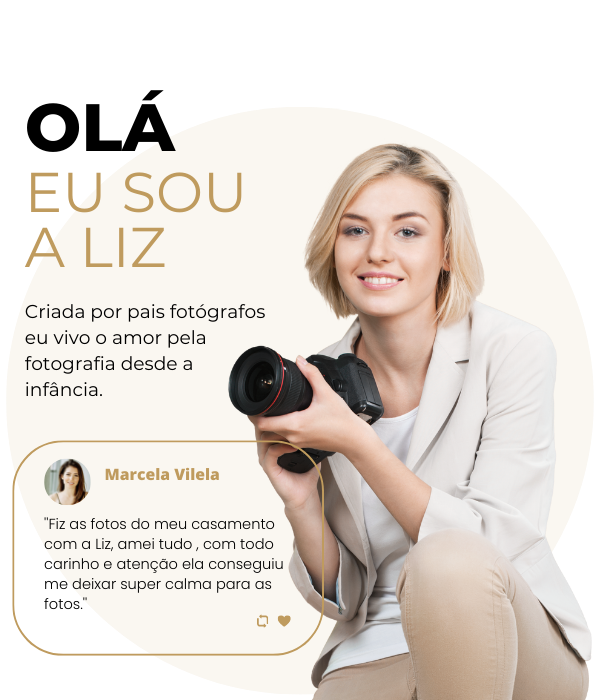 OLÁ
EU SOU
A LIZ
Criada por pais fotógrafos
eu vivo o amor pela
fotografia desde a
infância.
Marcela Vilela
"Fiz as fotos do meu casamento
com a Liz, amei tudo , com todo
carinho e atenção ela conseguiu
me deixar super calma para as
fotos."